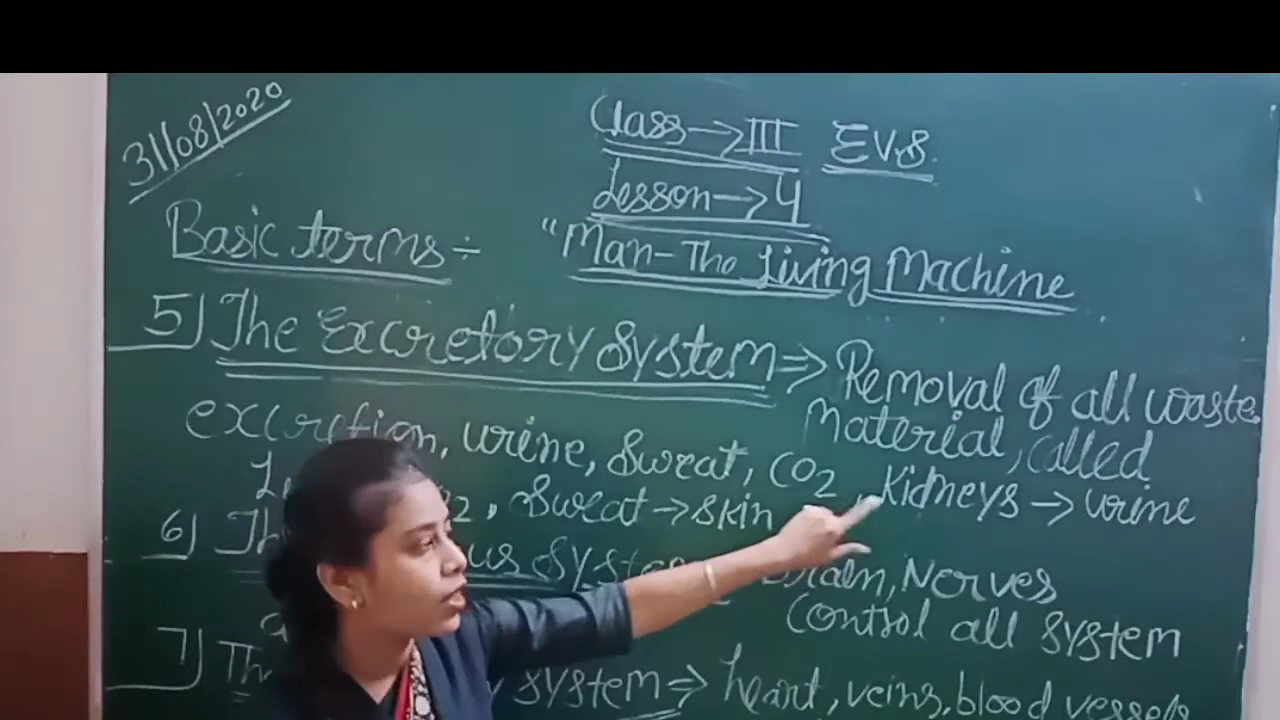 31/08/2020
Class→III EVS.
Lesson→4
Basic terms÷
"Man-The Living Machine
5] The Excretory System⇒ Removal of all waste
Material, called
excretion, urine, Sweat, CO2
Sweat→skin, Kidneys→urine
6] System Brain, Nerves
Control all system
7] system⇒ heart, veins, blood vessels